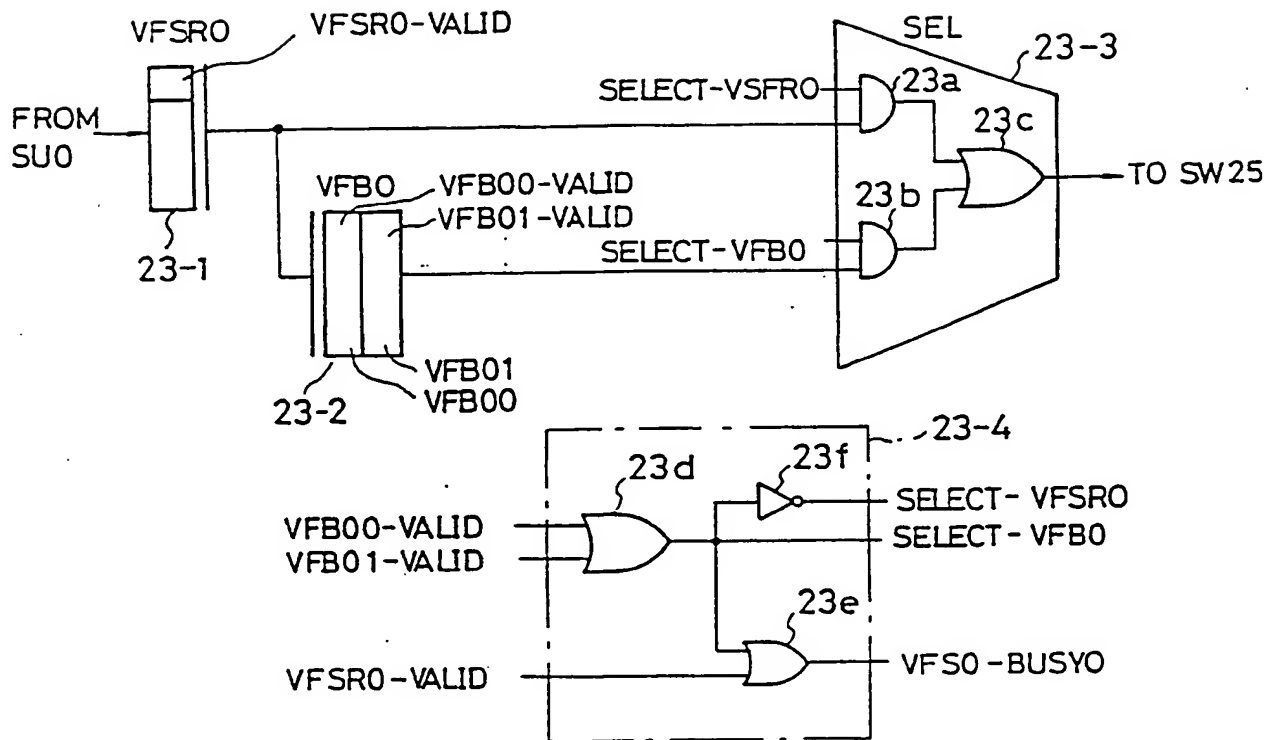 VFSR0
VFSR0-VALID
SEL
23-3
23a
SELECT-VSFR0
FROM
SU0
23c
VFB0
VFB00-VALID
VFB01-VALID
TO SW25
23b
SELECT-VFB0
23-1
VFB01
VFB00
23-2
23-4
23d
23f
SELECT-VFSR0
VFB00-VALID
SELECT-VFB0
VFB01-VALID
23e
VFSR0-VALID
VFS0-BUSY0